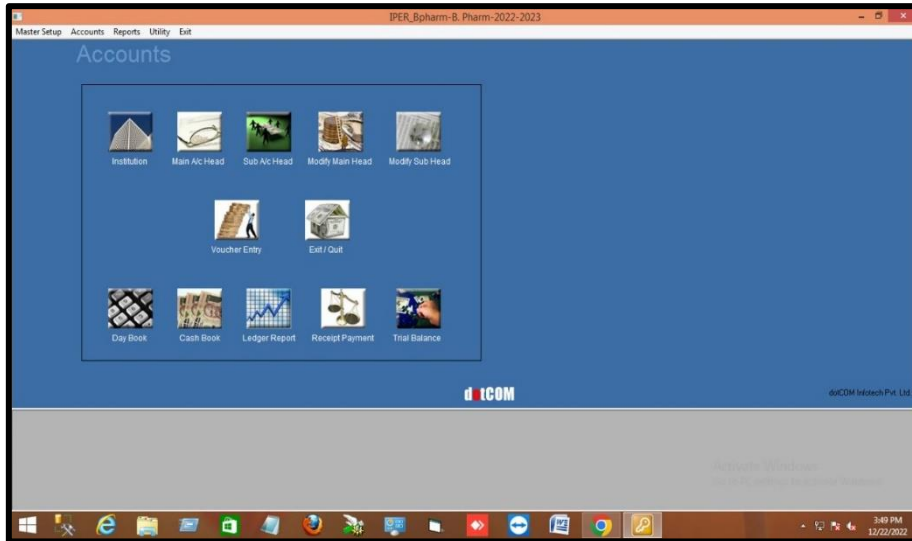 IPER_Bpharm-B. Pharm-2022-2023
Master Setup Accounts Reports Utility Exit
Accounts
Institution Main A/c Head Sub A/c Head Modify Main Head Modify Sub Head
Voucher Entry Exit / Quit
Day Book Cash Book Ledger Report Receipt Payment Trial Balance
dotCOM
dotCOM Infotech Pvt. Ltd
Activate Windows
3:49 PM
12/22/2022